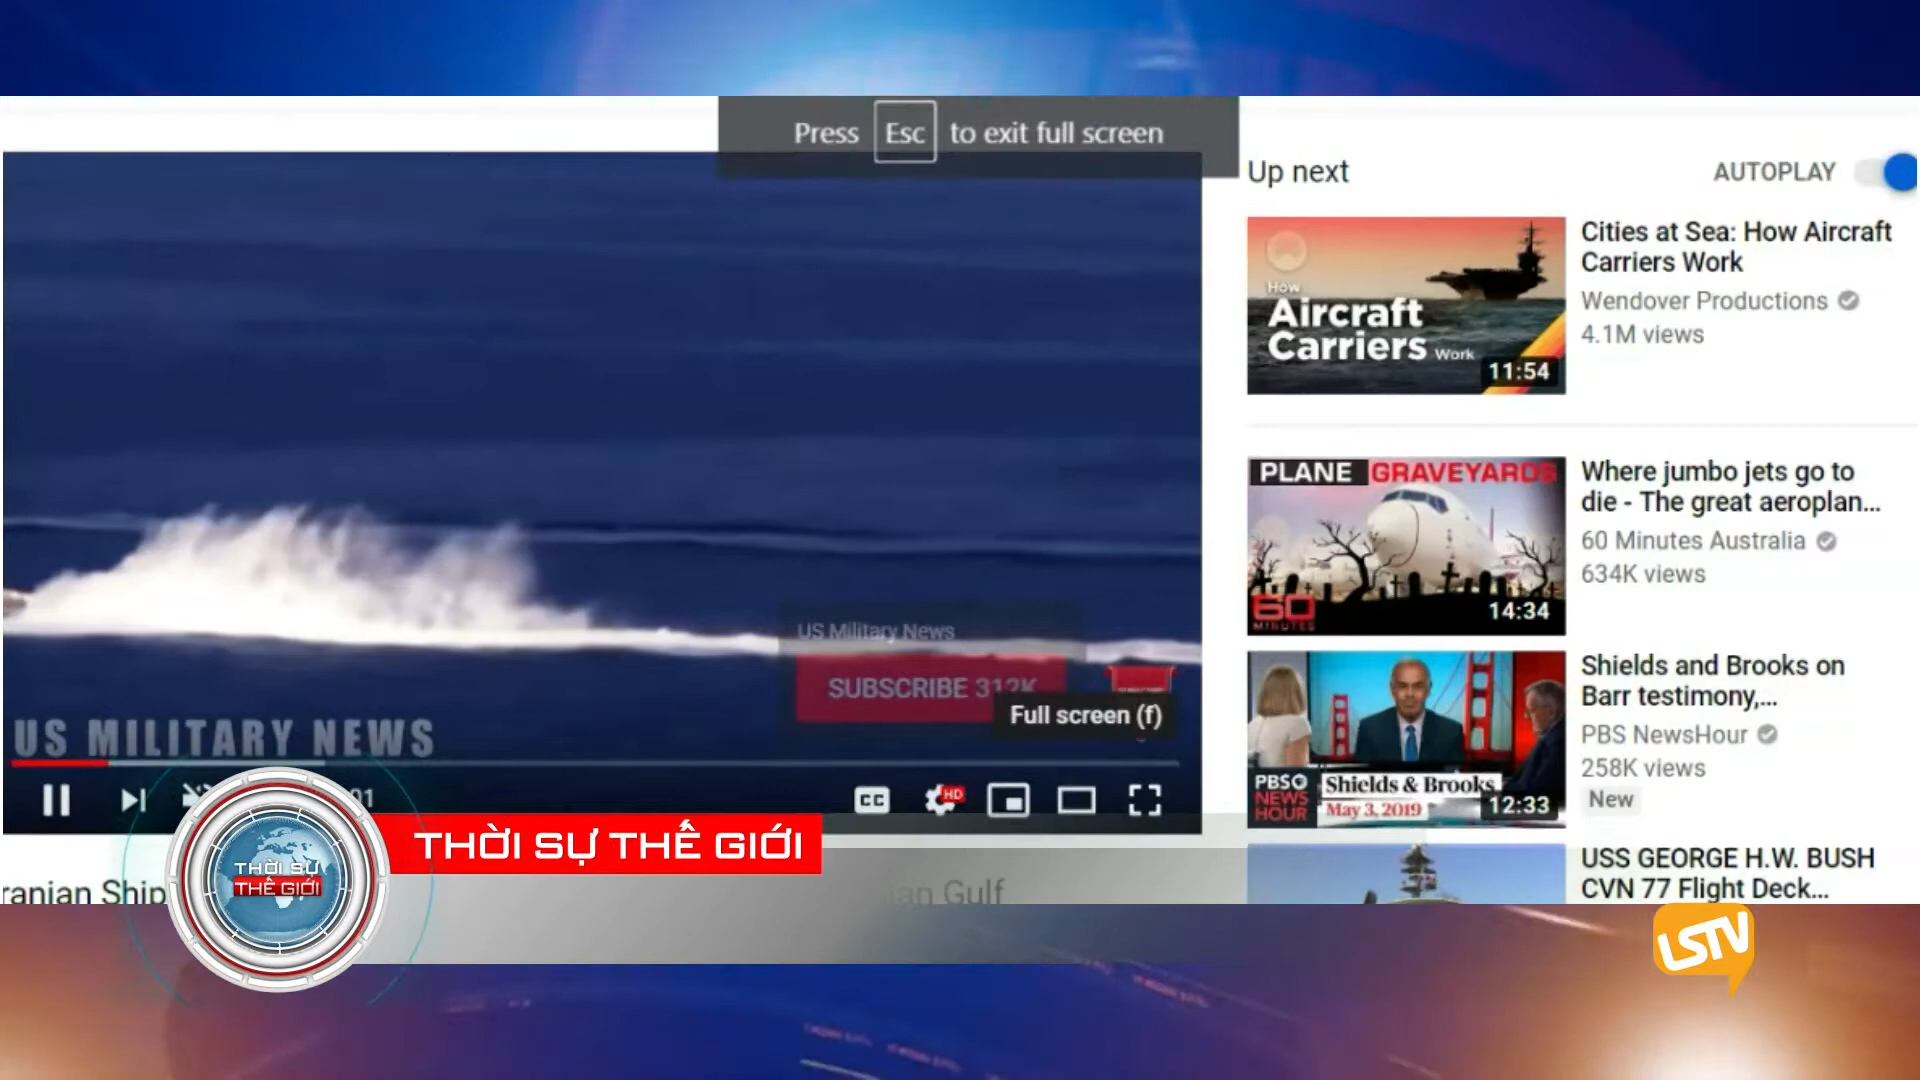 Press Esc to exit full screen
Up next
AUTOPLAY
How
Aircraft
Carriers Work
11:54
Cities at Sea: How Aircraft
Carriers Work
Wendover Productions
4.1M views
PLANE GRAVEYARDS
60
MINUTES
14:34
Where jumbo jets go to
die - The great aeroplan...
60 Minutes Australia
634K views
US Military News
SUBSCRIBE 312K
Full screen (f)
US MILITARY NEWS
CC
HD
PBS
NEWS
HOUR
Shields & Brooks
May 3, 2019
12:33
Shields and Brooks on
Barr testimony,...
PBS NewsHour
258K views
New
THỜI SỰ
THẾ GIỚI
THỜI SỰ THẾ GIỚI
ranian Ship
ian Gulf
USS GEORGE H.W. BUSH
CVN 77 Flight Deck...
LSTV